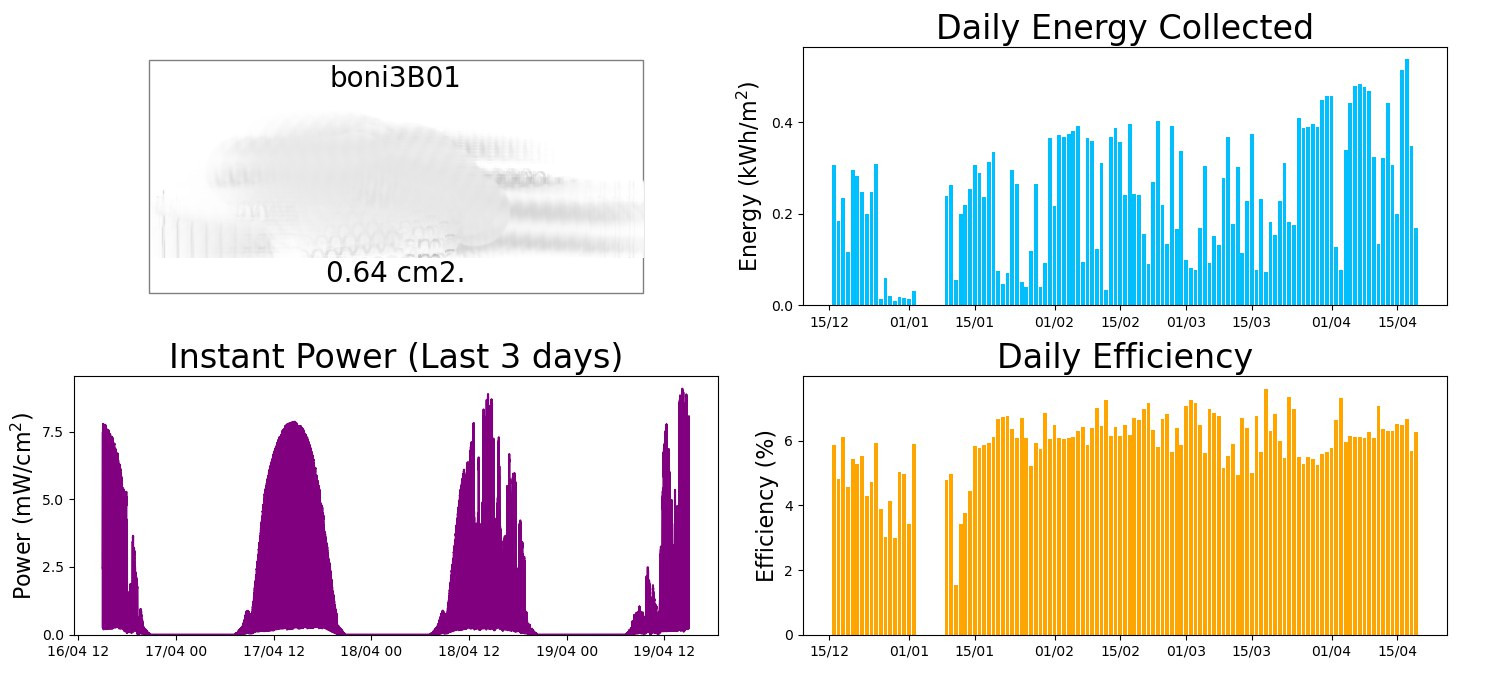 boni3B01
0.64 cm2.
Daily Energy Collected
Energy (kWh/m²)
0.4
0.2
0.0
15/12 01/01 15/01 01/02 15/02 01/03 15/03 01/04 15/04
Instant Power (Last 3 days)
Power (mW/cm²)
7.5
5.0
2.5
0.0
16/04 12 17/04 00 17/04 12 18/04 00 18/04 12 19/04 00 19/04 12
Daily Efficiency
Efficiency (%)
6
4
2
0
15/12 01/01 15/01 01/02 15/02 01/03 15/03 01/04 15/04